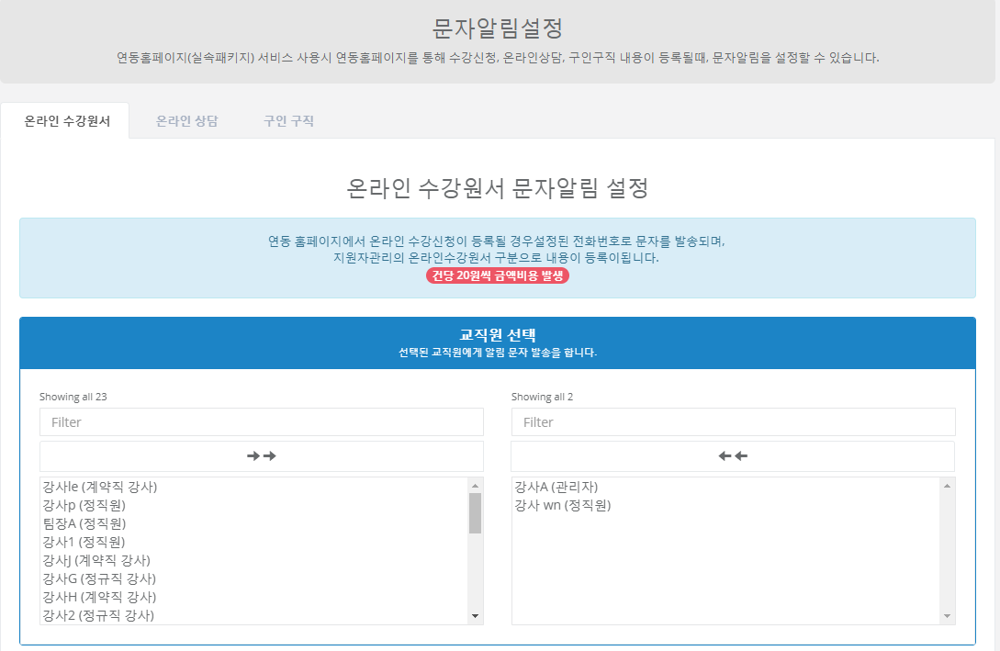 문자알림설정
연동홈페이지(실속패키지) 서비스 사용시 연동홈페이지를 통해 수강신청, 온라인상담, 구인구직 내용이 등록될때, 문자알림을 설정할 수 있습니다.
온라인 수강원서 온라인 상담 구인 구직
온라인 수강원서 문자알림 설정
연동 홈페이지에서 온라인 수강신청이 등록될 경우설정된 전화번호로 문자를 발송되며,
지원자관리의 온라인수강원서 구분으로 내용이 등록이됩니다.
건당 20원씩 금액비용 발생
교직원 선택
선택된 교직원에게 알림 문자 발송을 합니다.
Showing all 23
Filter
강사le (계약직 강사)
강사p (정직원)
팀장A (정직원)
강사1 (정직원)
강사J (계약직 강사)
강사G (정규직 강사)
강사H (계약직 강사)
강사2 (정규직 강사)
Showing all 2
Filter
강사A (관리자)
강사 wn (정직원)